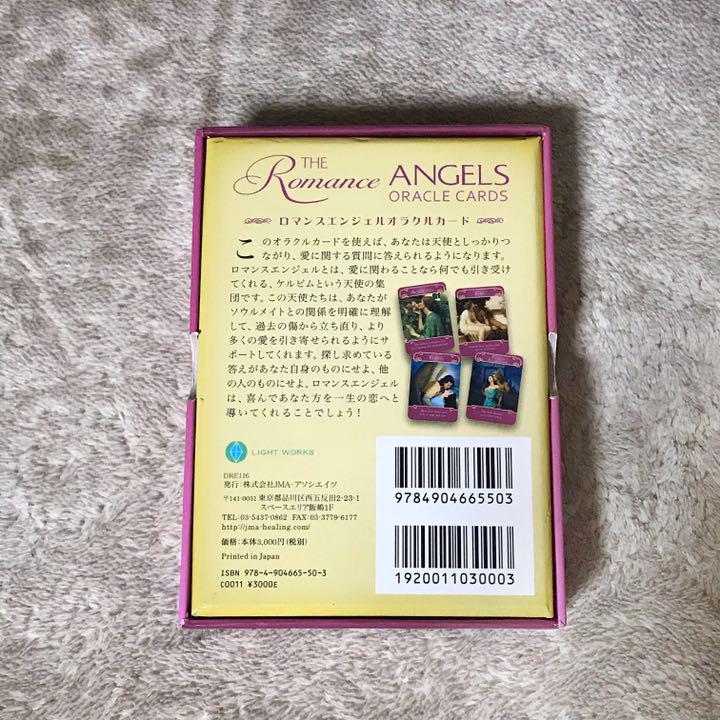 THE
Romance ANGELS
ORACLE CARDS
ロマンスエンジェルオラクルカード
このオラクルカードを使えば、あなたは天使としっかりつ
ながり、愛に関する質問に答えられるようになります。
ロマンスエンジェルとは、愛に関わることなら何でも引き受け
てくれる、ケルビムという天使の集
団です。この天使たちは、あなたが
ソウルメイトとの関係を明確に理解
して、過去の傷から立ち直り、より
多くの愛を引き寄せられるように
サポートしてくれます。探し求めている
答えがあなた自身のものにせよ、他
の人のものにせよ、ロマンスエンジェル
は、喜んであなた方を一生の恋へと
導いてくれることでしょう!
LIGHT WORKS
DRE116
発行:株式会社JMA・アソシエイツ
〒141-0031 東京都品川区西五反田2-23-1
スペースエリア飯嶋1F
TEL:03-5437-0862 FAX:03-3779-6177
http://jma-healing.com/
価格:本体3,000円(税別)
Printed in Japan
ISBN 978-4-904665-50-3
C0011 ¥3000E
9784904665503
1920011030003